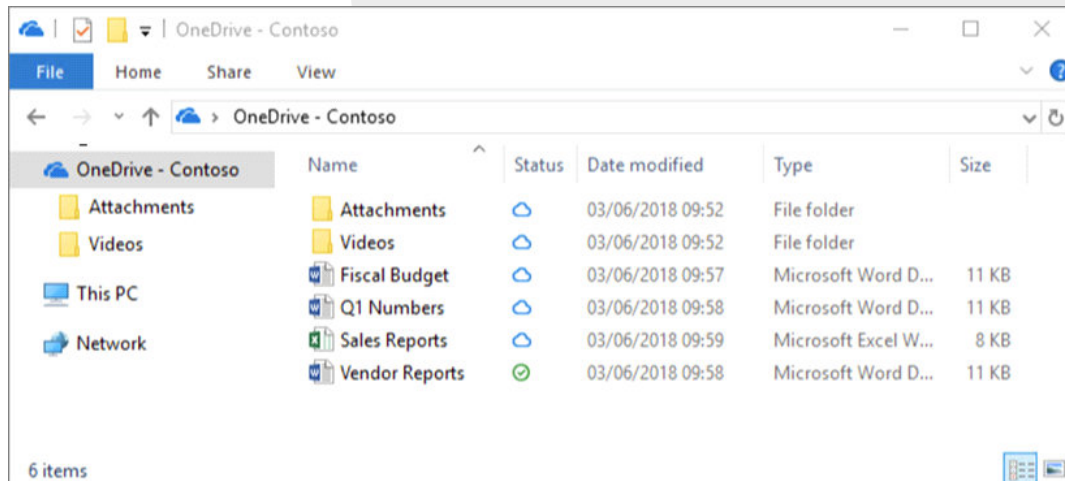 OneDrive - Contoso
File Home Share View
OneDrive - Contoso
OneDrive - Contoso
Attachments
Videos
This PC
Network
Name Status Date modified Type Size
Attachments 03/06/2018 09:52 File folder
Videos 03/06/2018 09:52 File folder
Fiscal Budget 03/06/2018 09:57 Microsoft Word D... 11 KB
Q1 Numbers 03/06/2018 09:58 Microsoft Word D... 11 KB
Sales Reports 03/06/2018 09:59 Microsoft Excel W... 8 KB
Vendor Reports 03/06/2018 09:58 Microsoft Word D... 11 KB
6 items